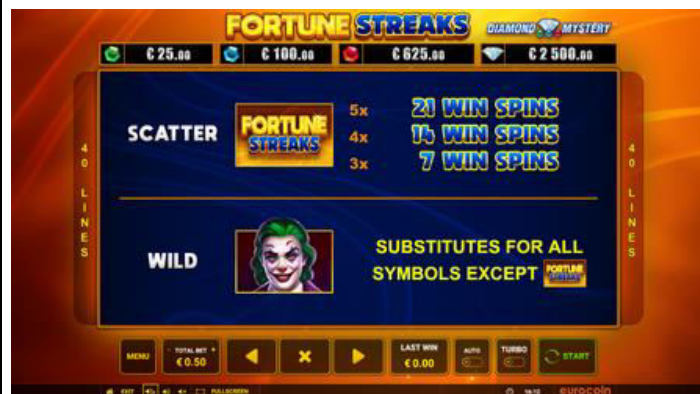 FORTUNE STREAKS DIAMOND MYSTERY
€ 25.00 € 100.00 € 625.00 € 2 500.00
40 LINES
SCATTER
FORTUNE
STREAKS
5x 21 WIN SPINS
4x 14 WIN SPINS
3x 7 WIN SPINS
40 LINES
WILD
SUBSTITUTES FOR ALL
SYMBOLS EXCEPT FORTUNE STREAKS
MENU
- TOTAL BET +
€ 0.50
LAST WIN
€ 0.00
AUTO
TURBO
START
EXIT
FULLSCREEN
eurocoin